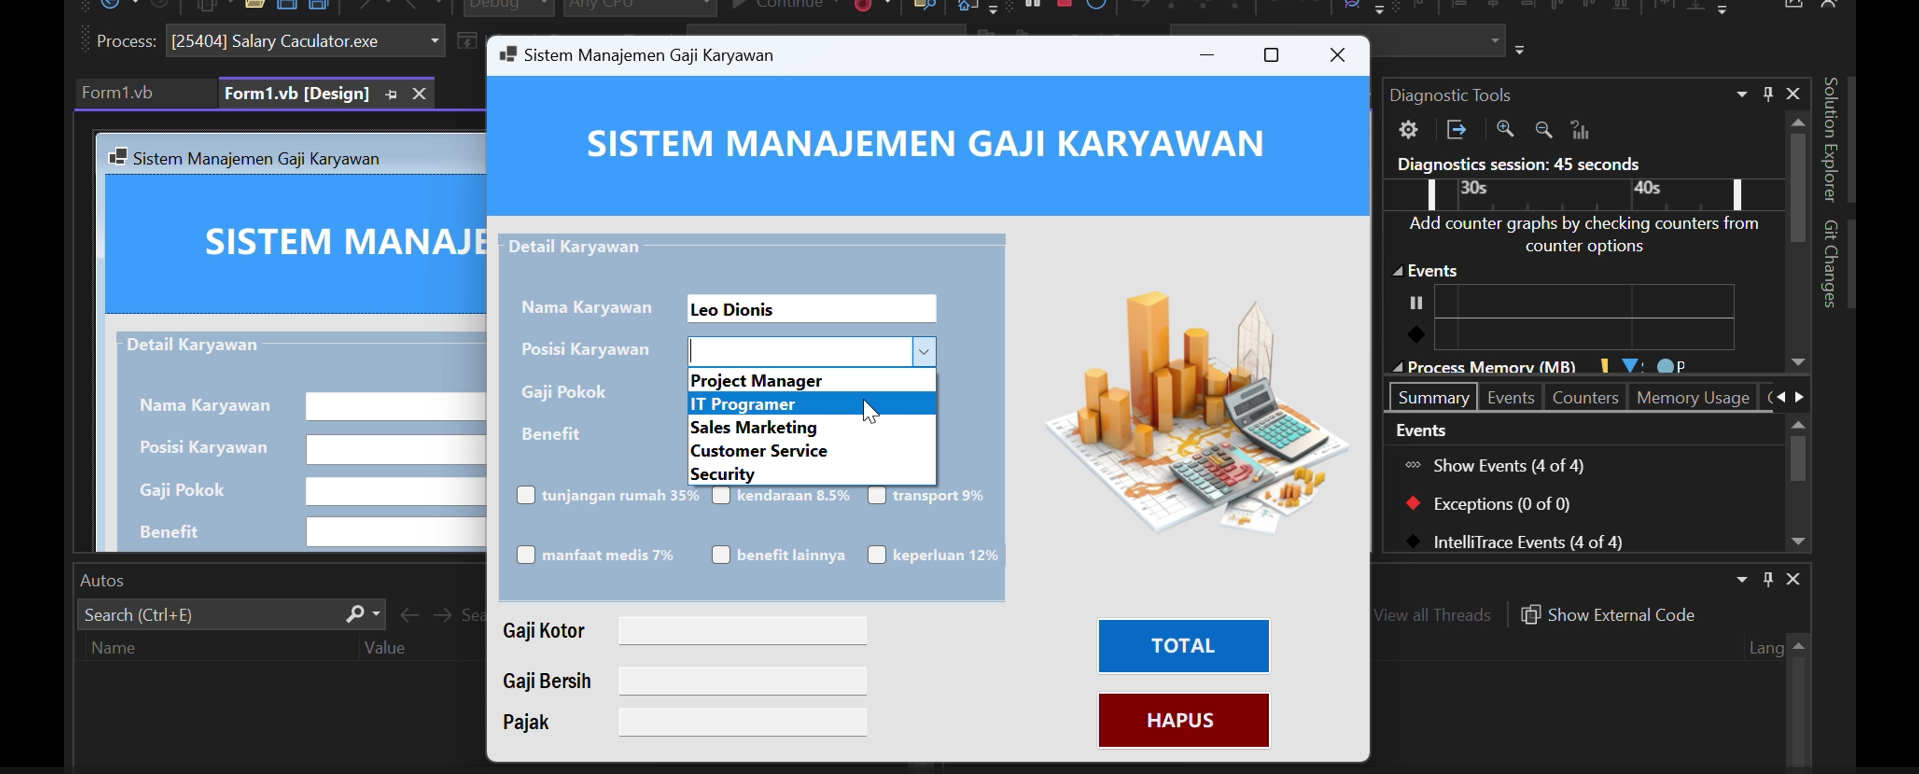 Debug
Any CPU
Continue
Process: [25404] Salary Caculator.exe
Form1.vb
Form1.vb [Design]
Sistem Manajemen Gaji Karyawan
SISTEM MANAJE
Detail Karyawan
Nama Karyawan
Posisi Karyawan
Gaji Pokok
Benefit
Autos
Search (Ctrl+E)
Name Value
Sistem Manajemen Gaji Karyawan
SISTEM MANAJEMEN GAJI KARYAWAN
Detail Karyawan
Nama Karyawan Leo Dionis
Posisi Karyawan
Gaji Pokok
Benefit
Project Manager
IT Programer
Sales Marketing
Customer Service
Security
tunjangan rumah 35% kendaraan 8.5% transport 9%
manfaat medis 7% benefit lainnya keperluan 12%
Gaji Kotor
Gaji Bersih
Pajak
TOTAL
HAPUS
Diagnostic Tools
Diagnostics session: 45 seconds
30s 40s
Add counter graphs by checking counters from
counter options
Events
Process Memory (MB)
Summary Events Counters Memory Usage
Events
Show Events (4 of 4)
Exceptions (0 of 0)
IntelliTrace Events (4 of 4)
View all Threads Show External Code
Lang
Solution Explorer
Git Changes